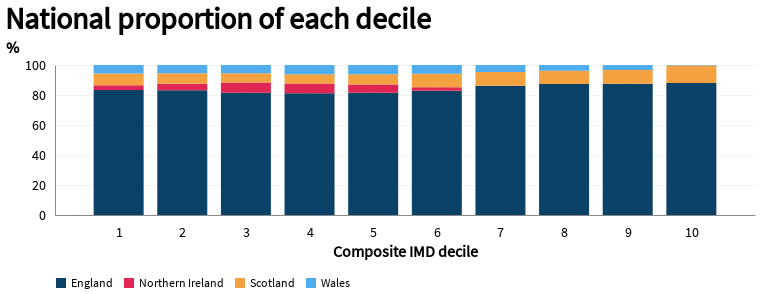 National proportion of each decile
%
100
80
60
40
20
0
1 2 3 4 5 6 7 8 9 10
Composite IMD decile
England Northern Ireland Scotland Wales